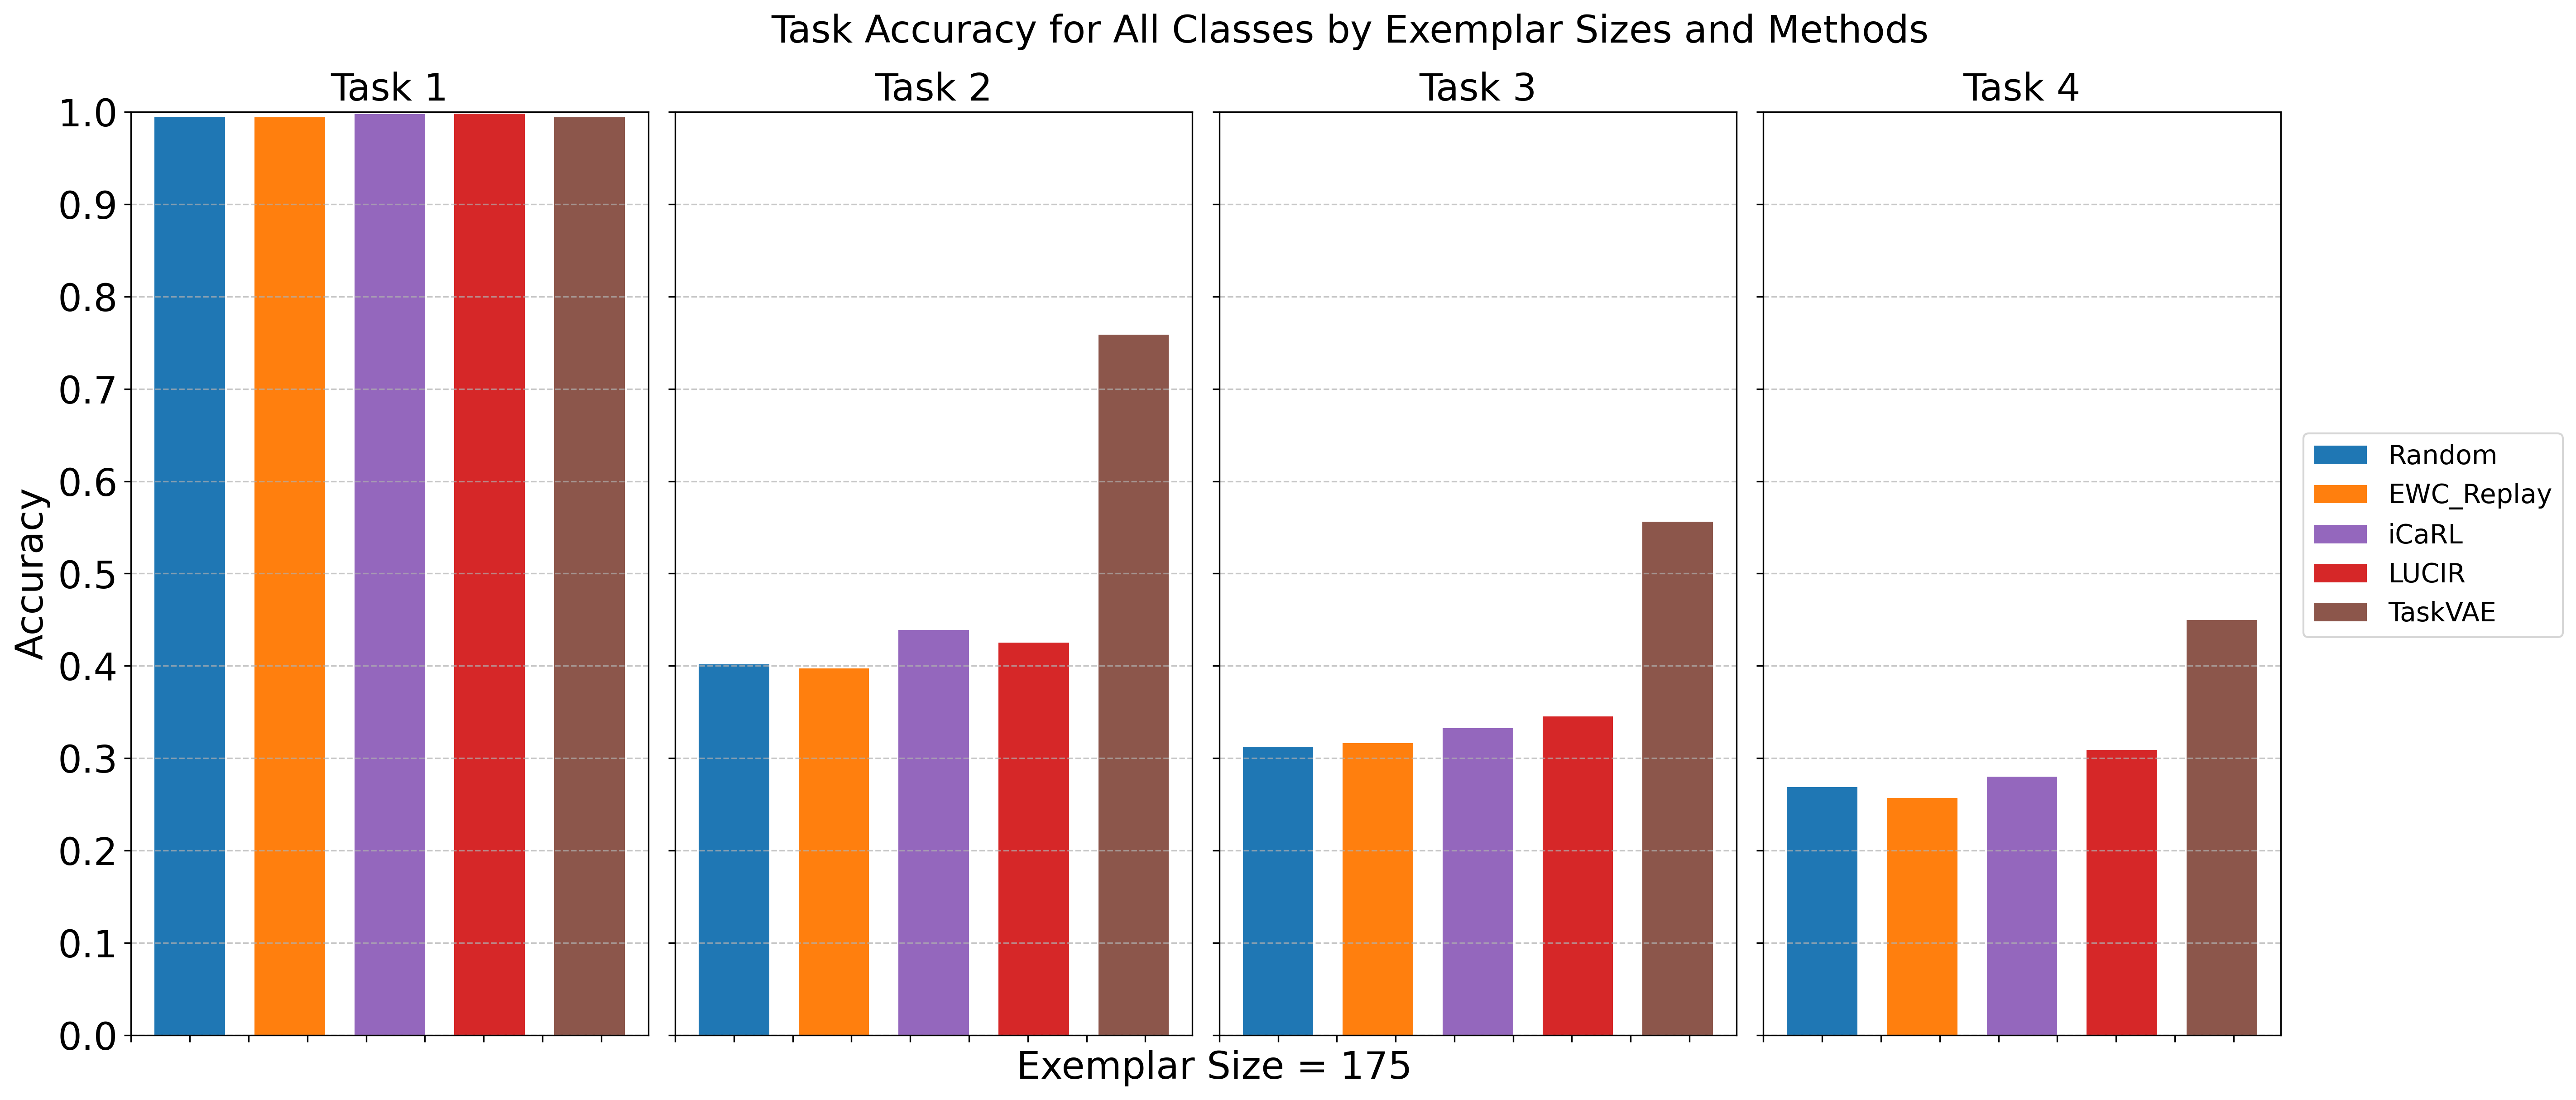 Task Accuracy for All Classes by Exemplar Sizes and Methods
Task 1
Task 2
Task 3
Task 4
Accuracy
1.0
0.9
0.8
0.7
0.6
0.5
0.4
0.3
0.2
0.1
0.0
Random
EWC_Replay
iCaRL
LUCIR
TaskVAE
Exemplar Size = 175